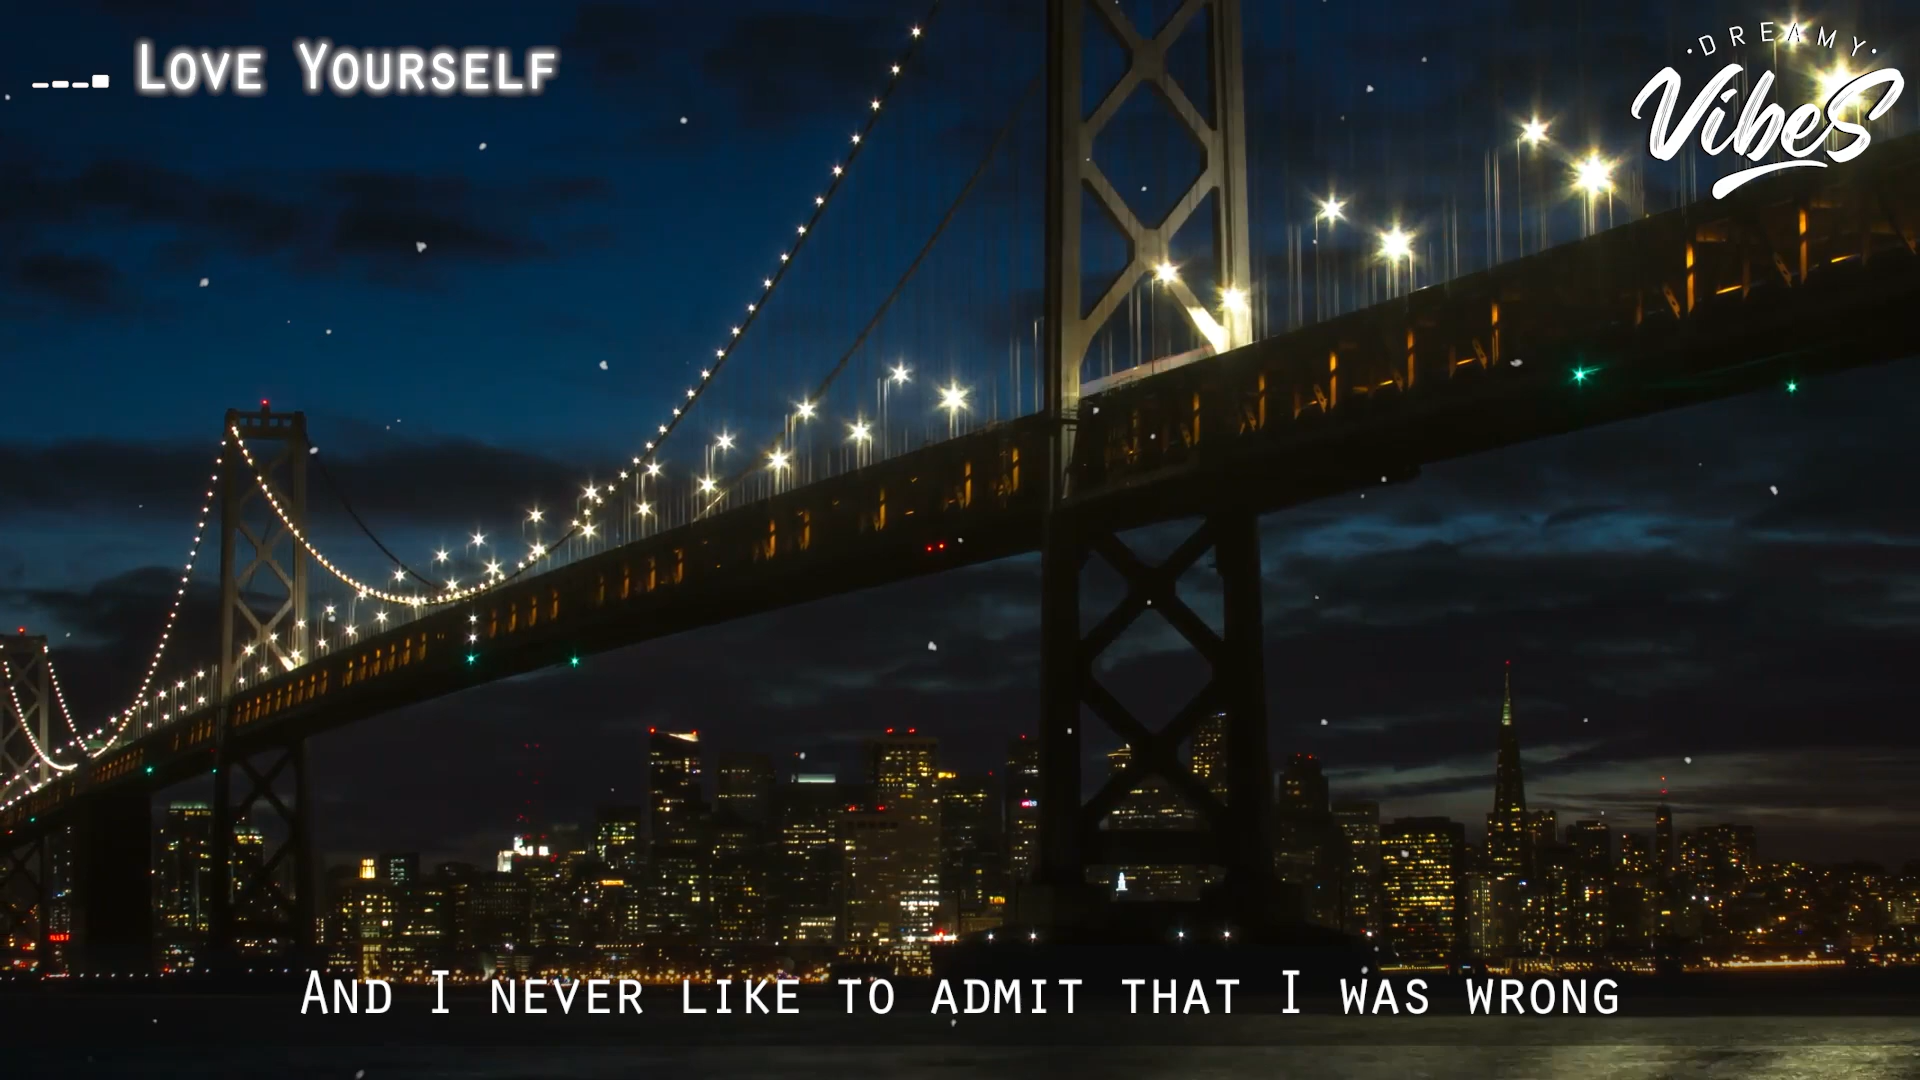 Love Yourself
·DREAMY·
Vibes
And I never like to admit that I was wrong